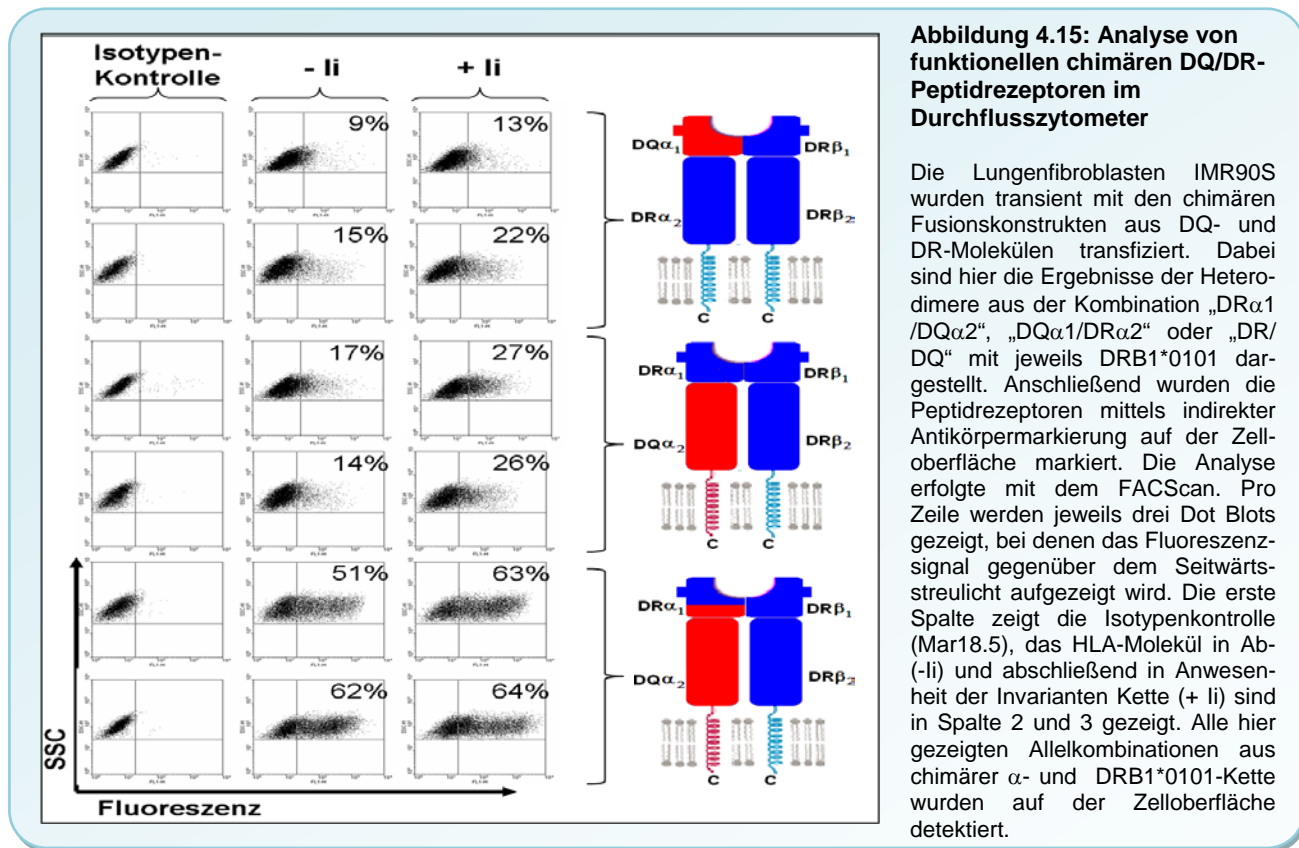 Isotypen-
Kontrolle
- Ii
+ Ii
9%
13%
15%
22%
17%
27%
14%
26%
51%
63%
62%
64%
SSC
Fluoreszenz
DQα1
DRβ1
DRα2
DRβ2
C
C
DRα1
DRβ1
DQα2
DRβ2
C
C
DRα1
DRβ1
DQα2
DRβ2
C
C
Abbildung 4.15: Analyse von
funktionellen chimären DQ/DR-
Peptidrezeptoren im
Durchflusszytometer
Die Lungenfibroblasten IMR90S
wurden transient mit den chimären
Fusionskonstrukten aus DQ- und
DR-Molekülen transfiziert. Dabei
sind hier die Ergebnisse der Hetero-
dimere aus der Kombination „DRα1
/DQα2“, „DQα1/DRα2“ oder „DR/
DQ“ mit jeweils DRB1*0101 dar-
gestellt. Anschließend wurden die
Peptidrezeptoren mittels indirekter
Antikörpermarkierung auf der Zell-
oberfläche markiert. Die Analyse
erfolgte mit dem FACScan. Pro
Zeile werden jeweils drei Dot Blots
gezeigt, bei denen das Fluoreszenz-
signal gegenüber dem Seitwärts-
streulicht aufgezeigt wird. Die erste
Spalte zeigt die Isotypenkontrolle
(Mar18.5), das HLA-Molekül in Ab-
(-Ii) und abschließend in Anwesen-
heit der Invarianten Kette (+ Ii) sind
in Spalte 2 und 3 gezeigt. Alle hier
gezeigten Allelkombinationen aus
chimärer α- und DRB1*0101-Kette
wurden auf der Zelloberfläche
detektiert.